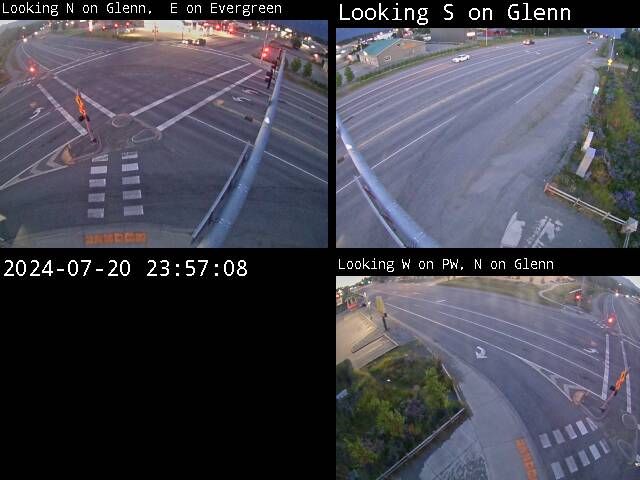 Looking N on Glenn,  E on Evergreen
Looking S on Glenn
2024-07-20 23:57:08
Looking W on PW, N on Glenn